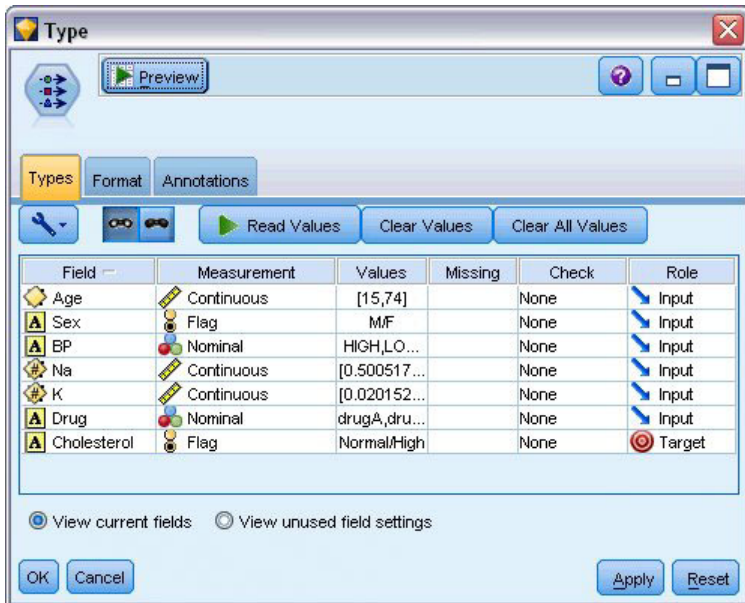 Type
Preview
Types Format Annotations
Read Values Clear Values Clear All Values
Field Measurement Values Missing Check Role
Age Continuous [15,74] None Input
A Sex Flag M/F None Input
A BP Nominal HIGH,LO... None Input
# Na Continuous [0.500517... None Input
# K Continuous [0.020152... None Input
A Drug Nominal drugA,dru... None Input
A Cholesterol Flag Normal/High None Target
View current fields View unused field settings
OK Cancel Apply Reset